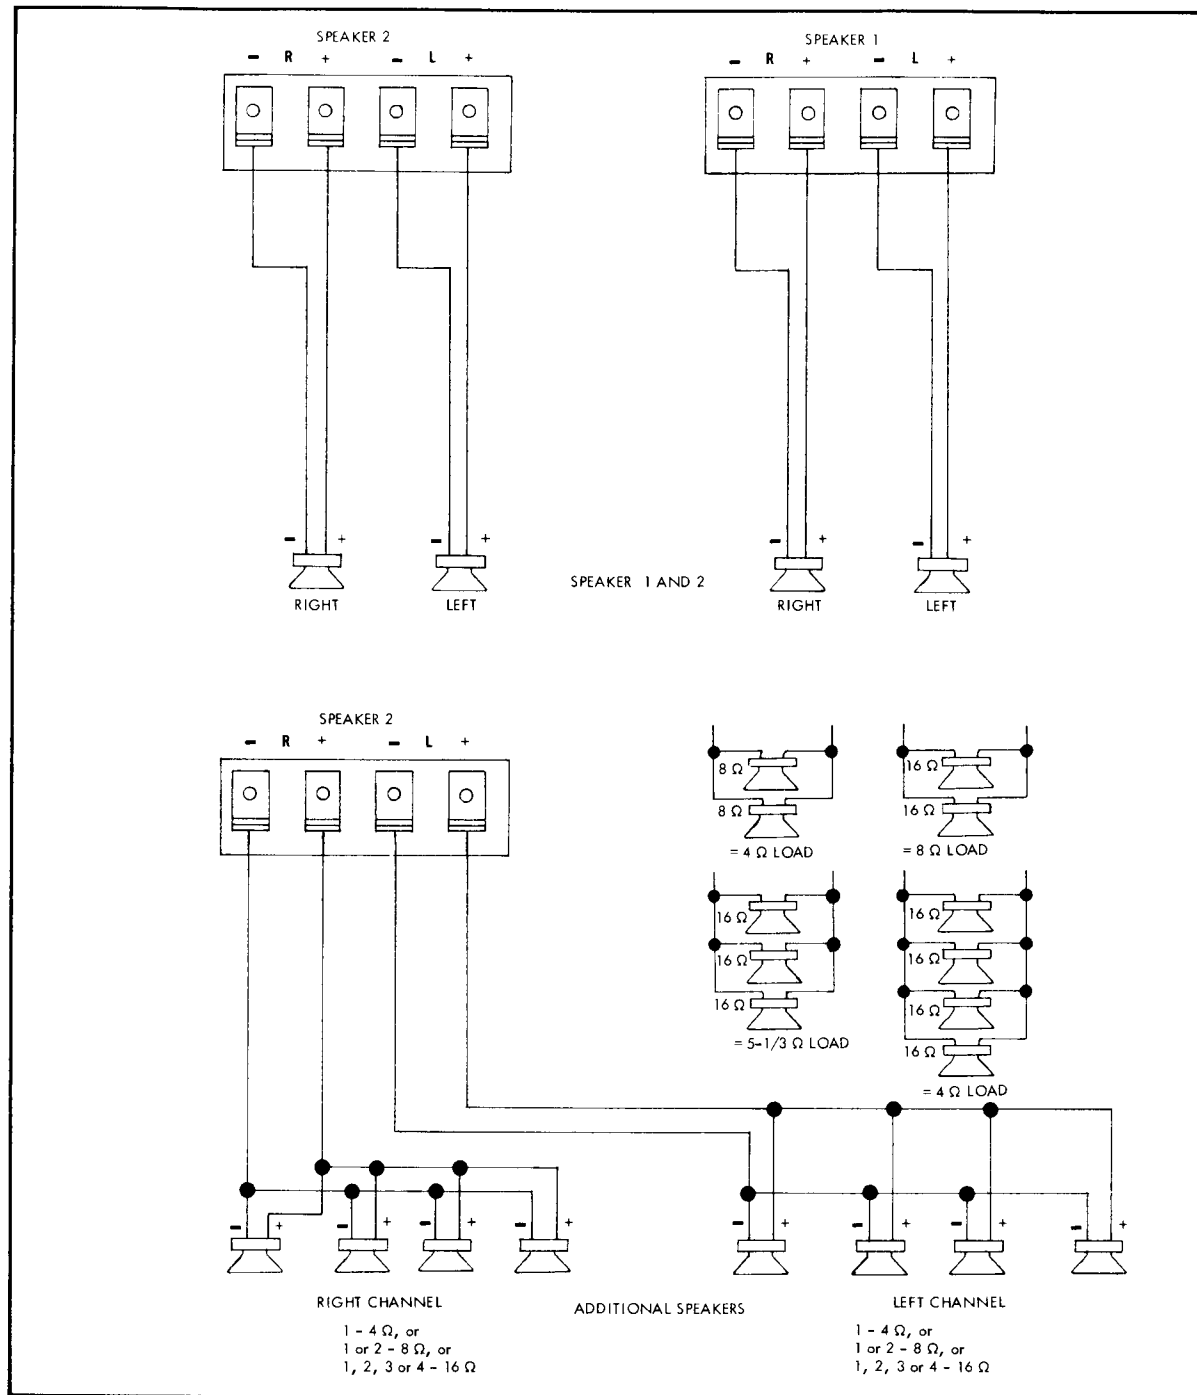 SPEAKER 2
SPEAKER 1
− R + − L +
− R + − L +
− + − +
− + − +
RIGHT
LEFT
SPEAKER 1 AND 2
RIGHT
LEFT
SPEAKER 2
− R + − L +
8 Ω
8 Ω
= 4 Ω LOAD
16 Ω
16 Ω
= 8 Ω LOAD
16 Ω
16 Ω
16 Ω
= 5-1/3 Ω LOAD
16 Ω
16 Ω
16 Ω
16 Ω
= 4 Ω LOAD
− + − + − + − +
− + − + − + − +
RIGHT CHANNEL
1 - 4 Ω, or
1 or 2 - 8 Ω, or
1, 2, 3 or 4 - 16 Ω
ADDITIONAL SPEAKERS
LEFT CHANNEL
1 - 4 Ω, or
1 or 2 - 8 Ω, or
1, 2, 3 or 4 - 16 Ω